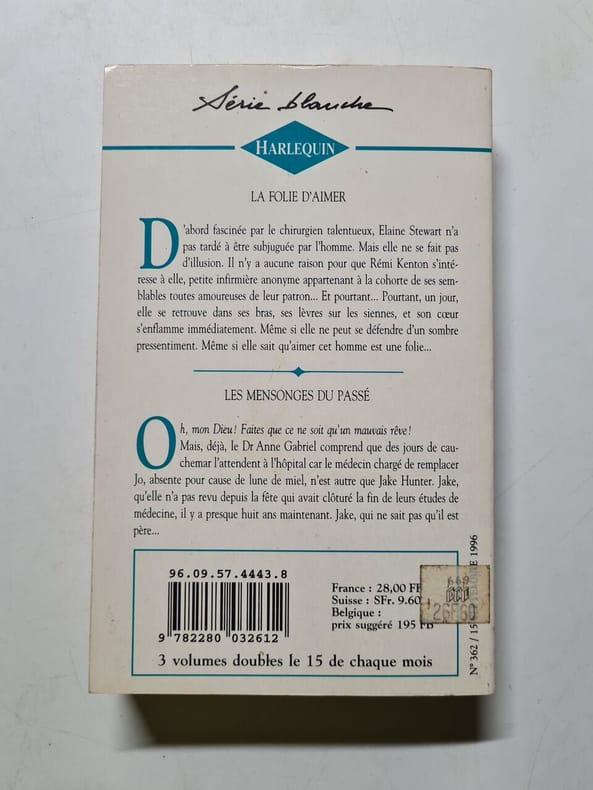 Série blanche
HARLEQUIN
LA FOLIE D'AIMER
D'abord fascinée par le chirurgien talentueux, Elaine Stewart n'a
pas tardé à être subjuguée par l'homme. Mais elle ne se fait pas
d'illusion. Il n'y a aucune raison pour que Rémi Kenton s'inté-
resse à elle, petite infirmière anonyme appartenant à la cohorte de ses sem-
blables toutes amoureuses de leur patron... Et pourtant... Pourtant, un jour,
elle se retrouve dans ses bras, ses lèvres sur les siennes, et son cœur
s'enflamme immédiatement. Même si elle ne peut se défendre d'un sombre
pressentiment. Même si elle sait qu'aimer cet homme est une folie...
LES MENSONGES DU PASSÉ
Oh, mon Dieu! Faites que ce ne soit qu'un mauvais rêve!
Mais, déjà, le Dr Anne Gabriel comprend que des jours de cau-
chemar l'attendent à l'hôpital car le médecin chargé de remplacer
Jo, absente pour cause de lune de miel, n'est autre que Jake Hunter. Jake,
qu'elle n'a pas revu depuis la fête qui avait clôturé la fin de leurs études de
médecine, il y a presque huit ans maintenant. Jake, qui ne sait pas qu'il est
père...
96.09.57.4443.8
9 782280 032612
France : 28,00 FF
Suisse : SFr. 9.60
Belgique :
prix suggéré 195 FB
3 volumes doubles le 15 de chaque mois
N° 362 / 15 1996
669
26F60